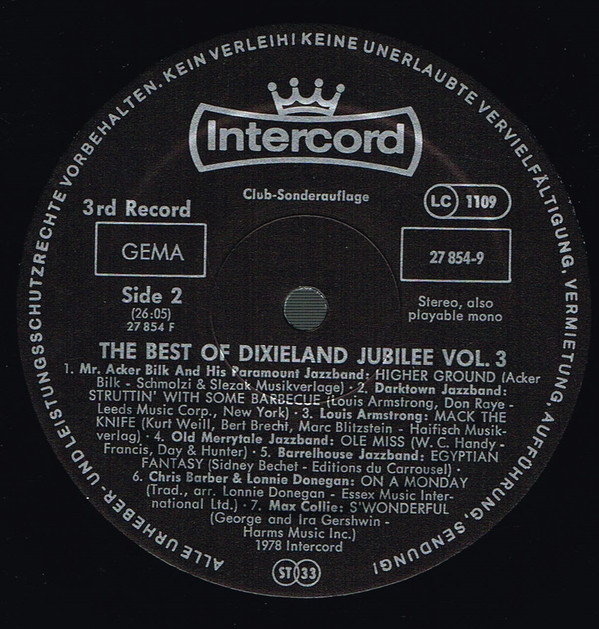 ALLE URHEBER- UND LEISTUNGSSCHUTZRECHTE VORBEHALTEN. KEIN VERLEIH! KEINE UNERLAUBTE VERVIELFÄLTIGUNG, VERMIETUNG, AUFFÜHRUNG, SENDUNG!
Intercord
Club-Sonderauflage
LC 1109
3rd Record
GEMA
27 854-9
Side 2
(26:05)
27 854 F
Stereo, also
playable mono
THE BEST OF DIXIELAND JUBILEE VOL. 3
1. Mr. Acker Bilk And His Paramount Jazzband: HIGHER GROUND (Acker
Bilk - Schmolzi & Slezak Musikverlage) · 2. Darktown Jazzband:
STRUTTIN' WITH SOME BARBECUE (Louis Armstrong, Don Raye -
Leeds Music Corp., New York) · 3. Louis Armstrong: MACK THE
KNIFE (Kurt Weill, Bert Brecht, Marc Blitzstein - Haifisch Musik-
verlag) · 4. Old Merrytale Jazzband: OLE MISS (W. C. Handy -
Francis, Day & Hunter) · 5. Barrelhouse Jazzband: EGYPTIAN
FANTASY (Sidney Bechet - Editions du Carrousel) ·
6. Chris Barber & Lonnie Donegan: ON A MONDAY
(Trad., arr. Lonnie Donegan - Essex Music Inter-
national Ltd.) · 7. Max Collie: S'WONDERFUL
(George and Ira Gershwin -
Harms Music Inc.)
1978 Intercord
ST 33